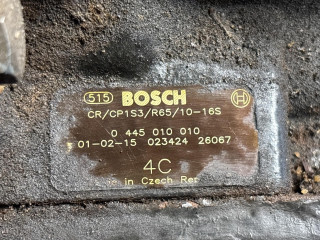 515 BOSCH
CR/CP1S3/R65/10-16S
0 445 010 010
01-02-15 023424 26067
4C
in Czech Rep